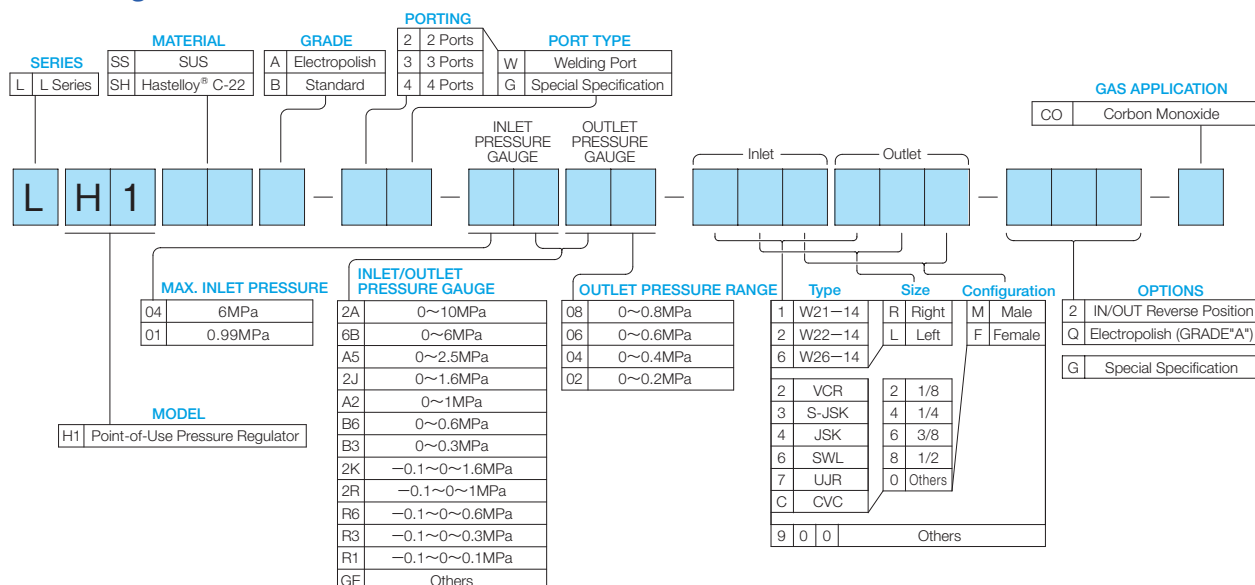 PORTING
2 2 Ports
3 3 Ports
4 4 Ports
SERIES
L L Series
MATERIAL
SS SUS
SH Hastelloy® C-22
GRADE
A Electropolish
B Standard
PORT TYPE
W Welding Port
G Special Specification
GAS APPLICATION
CO Corbon Monoxide
INLET
PRESSURE
GAUGE
OUTLET
PRESSURE
GAUGE
Inlet
Outlet
L H 1 — — — — —
MAX. INLET PRESSURE
04 6MPa
01 0.99MPa
MODEL
H1 Point-of-Use Pressure Regulator
INLET/OUTLET
PRESSURE GAUGE
2A 0～10MPa
6B 0～6MPa
A5 0～2.5MPa
2J 0～1.6MPa
A2 0～1MPa
B6 0～0.6MPa
B3 0～0.3MPa
2K −0.1～0～1.6MPa
2R −0.1～0～1MPa
R6 −0.1～0～0.6MPa
R3 −0.1～0～0.3MPa
R1 −0.1～0～0.1MPa
GE Others
OUTLET PRESSURE RANGE
08 0～0.8MPa
06 0～0.6MPa
04 0～0.4MPa
02 0～0.2MPa
Type Size Configuration
1 W21−14 R Right M Male
2 W22−14 L Left F Female
6 W26−14
2 VCR 2 1/8
3 S-JSK 4 1/4
4 JSK 6 3/8
6 SWL 8 1/2
7 UJR 0 Others
C CVC
9 0 0 Others
OPTIONS
2 IN/OUT Reverse Position
Q Electropolish (GRADE"A")
G Special Specification